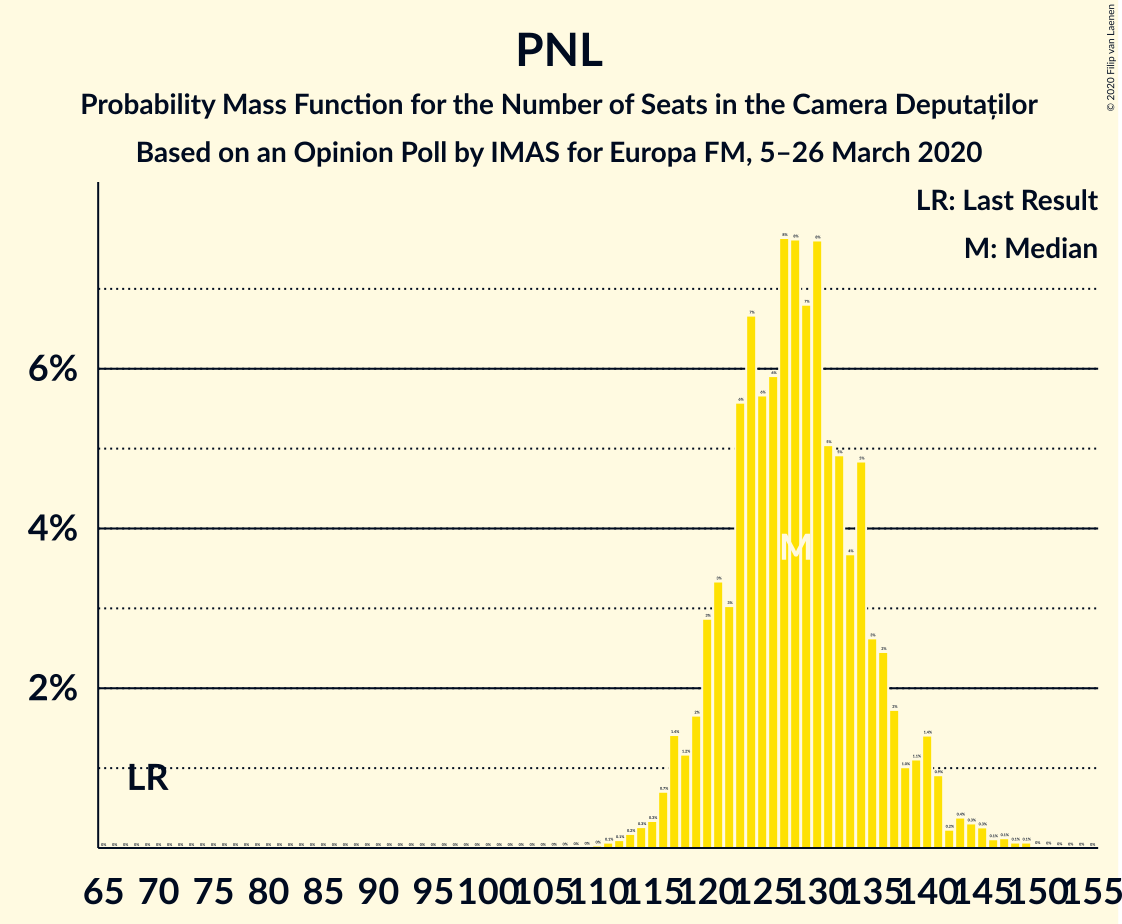 PNL
Probability Mass Function for the Number of Seats in the Camera Deputaților
Based on an Opinion Poll by IMAS for Europa FM, 5–26 March 2020
© 2020 Filip van Laenen
LR: Last Result
M: Median
6%
4%
2%
LR
M
65 70 75 80 85 90 95 100 105 110 115 120 125 130 135 140 145 150 155